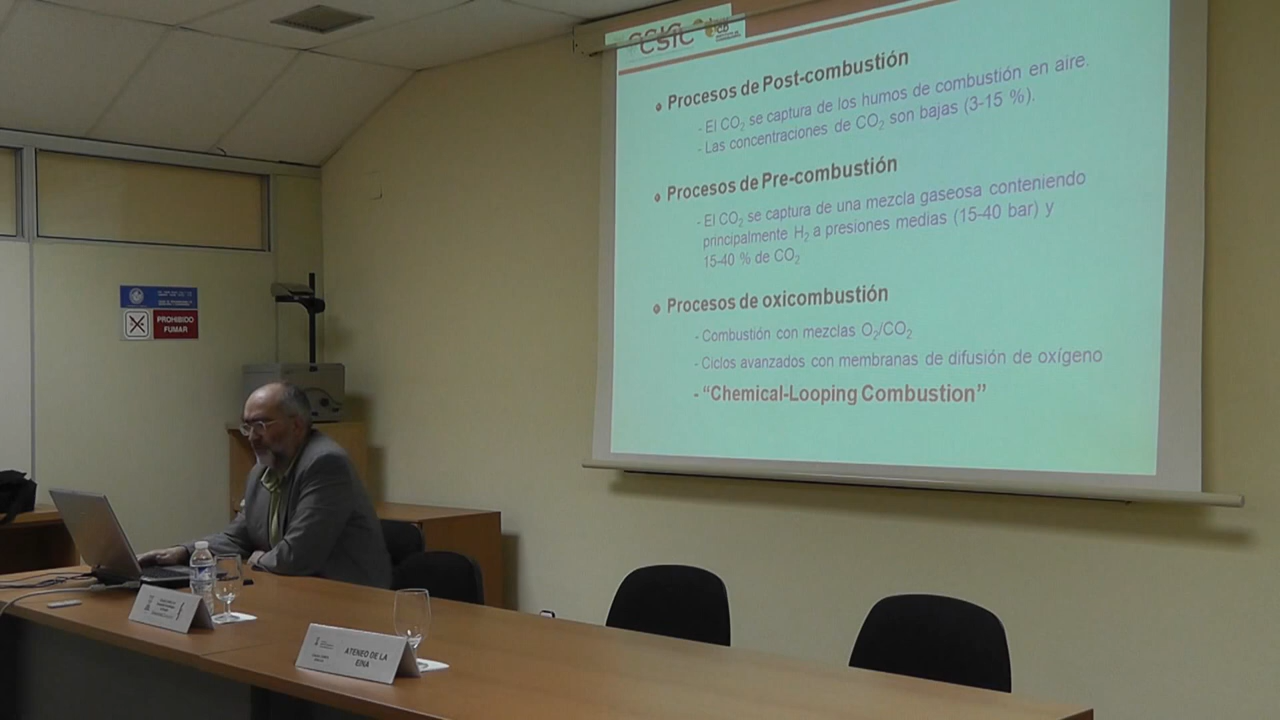 CSIC
Procesos de Post-combustión
- El CO₂ se captura de los humos de combustión en aire.
- Las concentraciones de CO₂ son bajas (3-15 %).
Procesos de Pre-combustión
- El CO₂ se captura de una mezcla gaseosa conteniendo
principalmente H₂ a presiones medias (15-40 bar) y
15-40 % de CO₂
Procesos de oxicombustión
- Combustión con mezclas O₂/CO₂
- Ciclos avanzados con membranas de difusión de oxígeno
- “Chemical-Looping Combustion”
PROHIBIDO
FUMAR
ATENEO DE LA
EINA